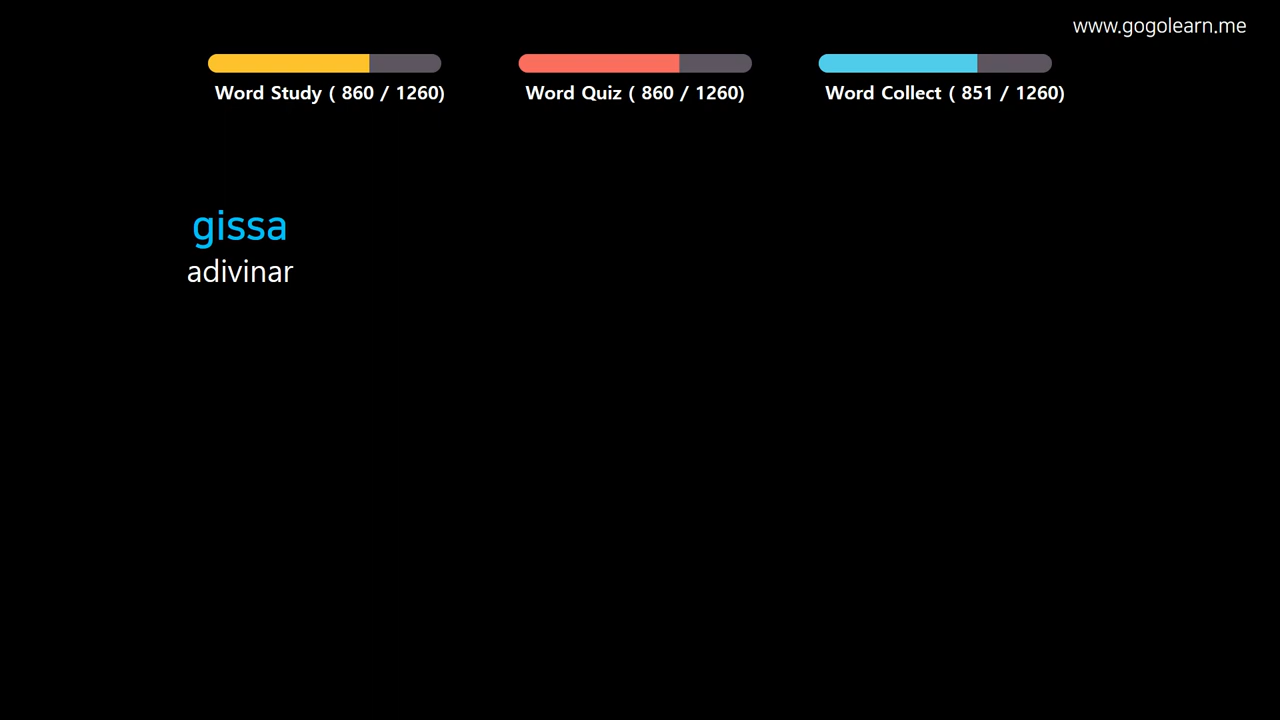 www.gogolearn.me
Word Study ( 860 / 1260)
Word Quiz ( 860 / 1260)
Word Collect ( 851 / 1260)
gissa
adivinar